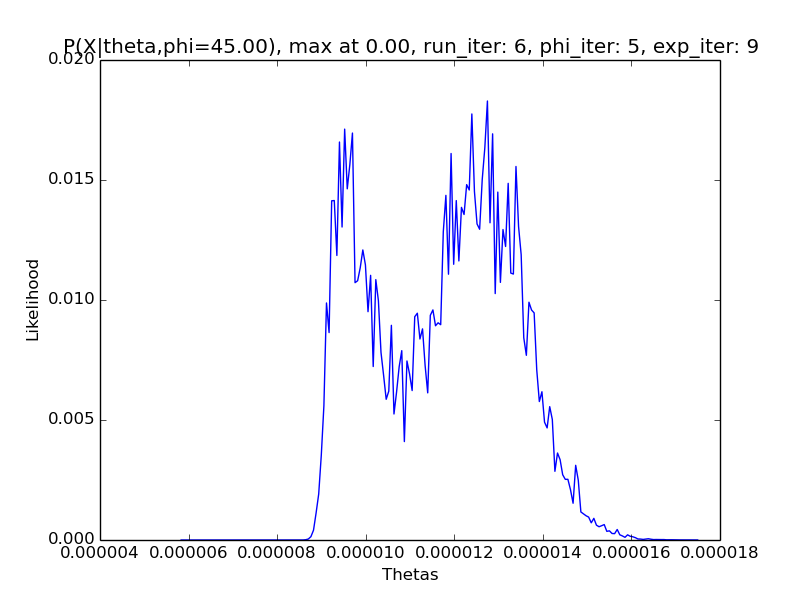 P(X|theta,phi=45.00), max at 0.00, run_iter: 6, phi_iter: 5, exp_iter: 9
0.020
0.015
0.010
0.005
0.000
Likelihood
0.000004 0.000006 0.000008 0.000010 0.000012 0.000014 0.000016 0.000018
Thetas